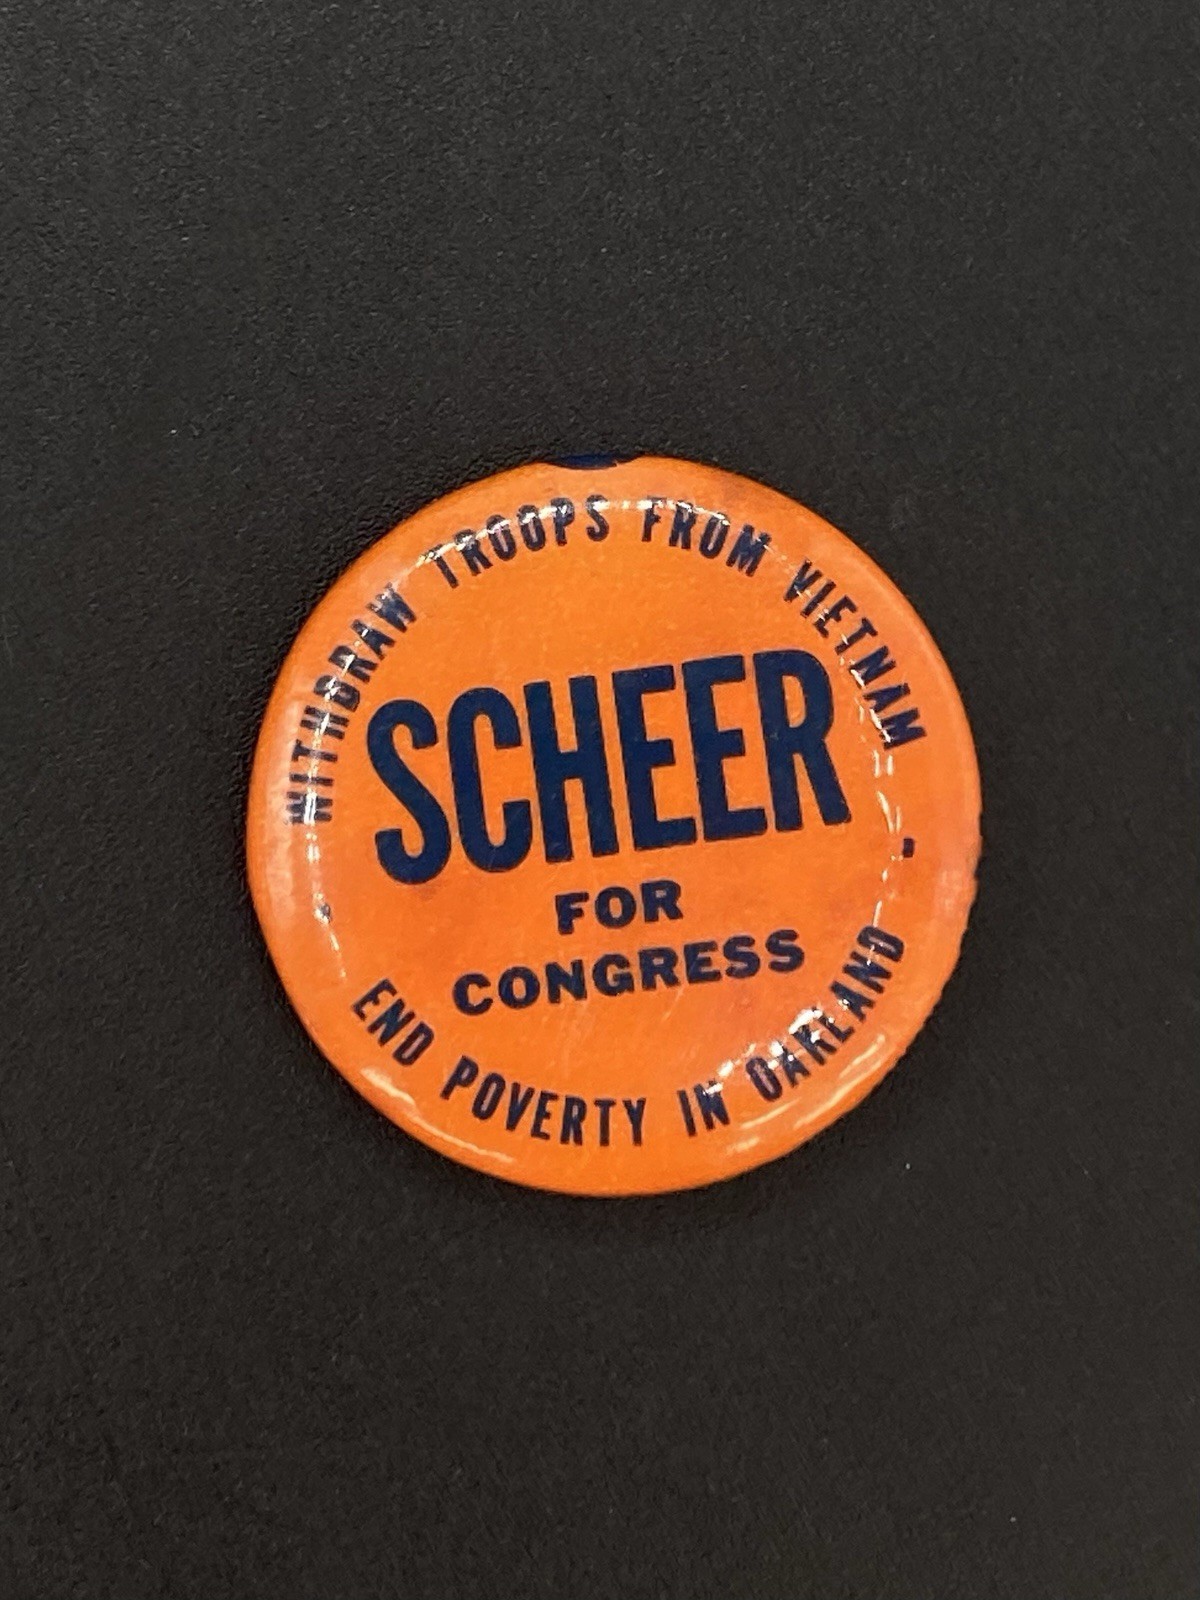 WITHDRAW TROOPS FROM VIETNAM
SCHEER
FOR
CONGRESS
END POVERTY IN OAKLAND